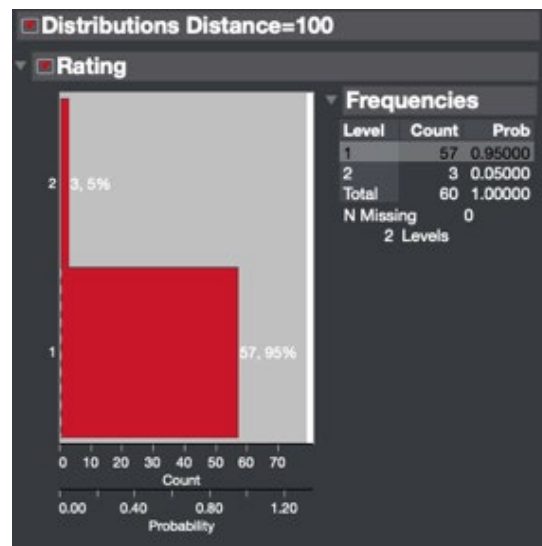 Distributions Distance=100
Rating
2
3, 5%
1
57, 95%
0 10 20 30 40 50 60 70
Count
0.00 0.40 0.80 1.20
Probability
Frequencies
Level Count Prob
1 57 0.95000
2 3 0.05000
Total 60 1.00000
N Missing 0
2 Levels